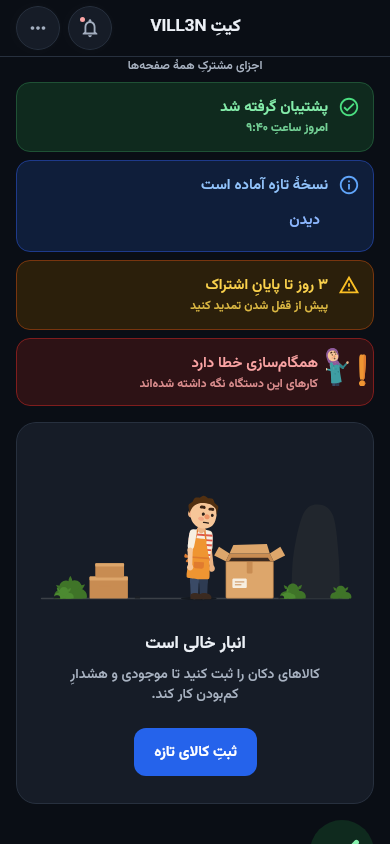 کیتِ VILL3N
اجزای مشترکِ همهٔ صفحه‌ها
پشتیبان گرفته شد
امروز ساعتِ ۹:۴۰
نسخهٔ تازه آماده است
دیدن
۳ روز تا پایانِ اشتراک
پیش از قفل شدن تمدید کنید
همگام‌سازی خطا دارد
کارهای این دستگاه نگه داشته شده‌اند
انبار خالی است
کالاهای دکان را ثبت کنید تا موجودی و هشدارِ
کم‌بودن کار کند.
ثبتِ کالای تازه